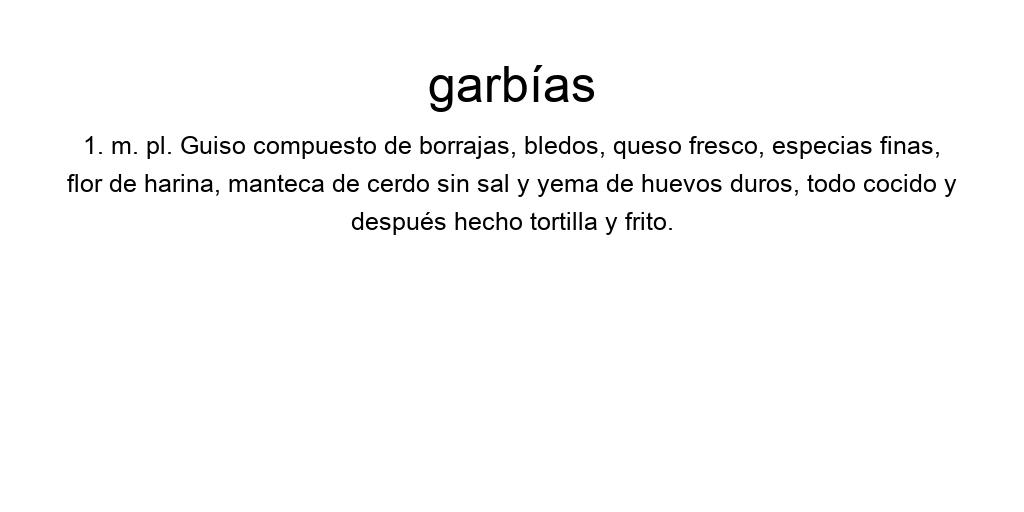 garbías
1. m. pl. Guiso compuesto de borrajas, bledos, queso fresco, especias finas,
flor de harina, manteca de cerdo sin sal y yema de huevos duros, todo cocido y
después hecho tortilla y frito.